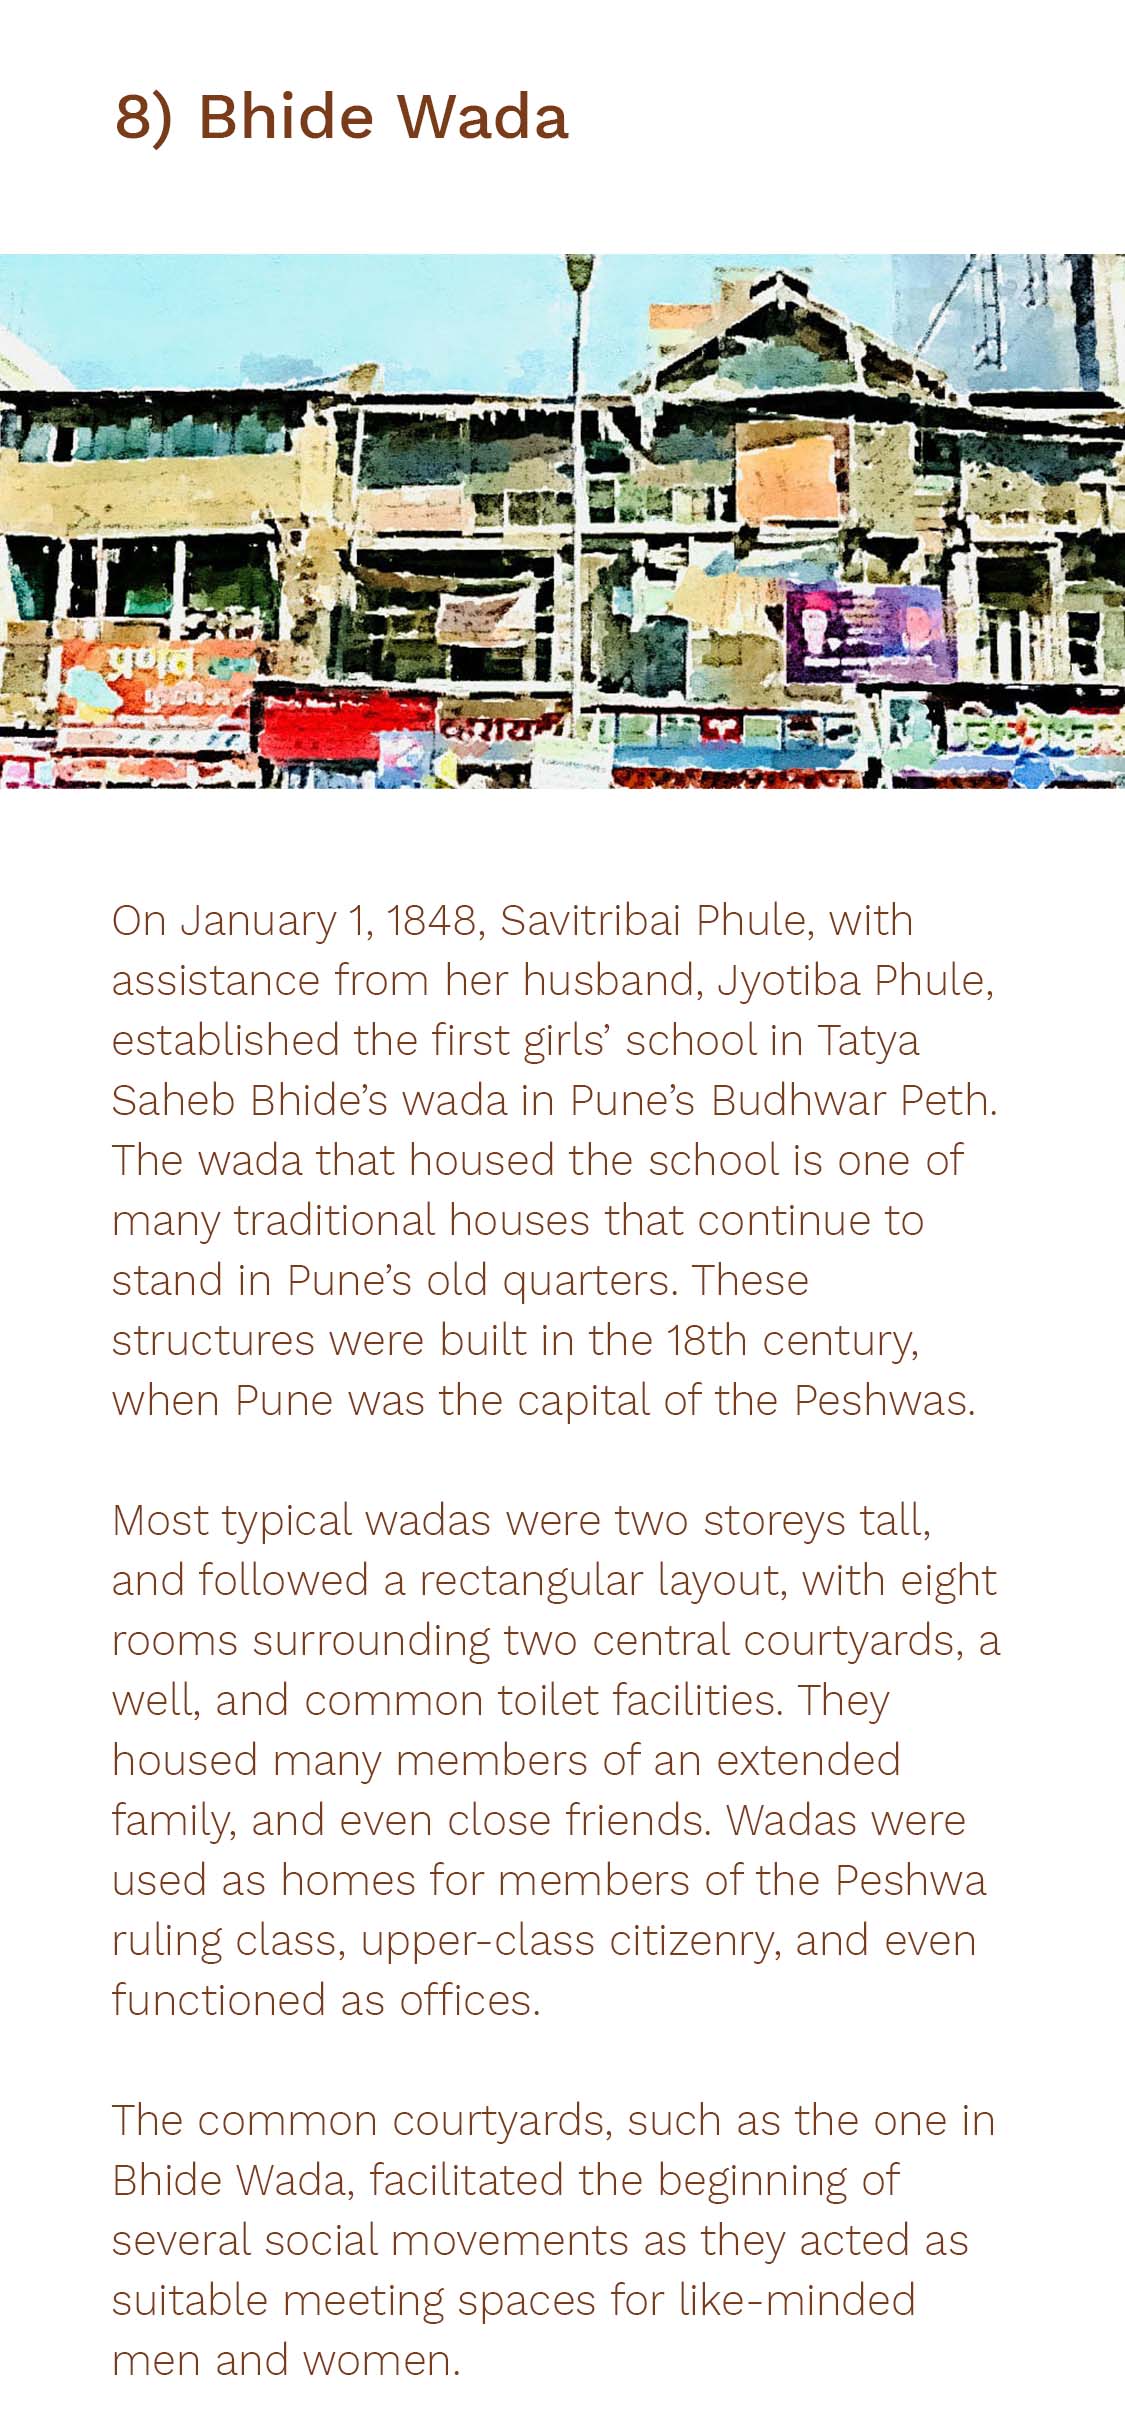 8) Bhide Wada
On January 1, 1848, Savitribai Phule, with
assistance from her husband, Jyotiba Phule,
established the first girls’ school in Tatya
Saheb Bhide’s wada in Pune’s Budhwar Peth.
The wada that housed the school is one of
many traditional houses that continue to
stand in Pune’s old quarters. These
structures were built in the 18th century,
when Pune was the capital of the Peshwas.
Most typical wadas were two storeys tall,
and followed a rectangular layout, with eight
rooms surrounding two central courtyards, a
well, and common toilet facilities. They
housed many members of an extended
family, and even close friends. Wadas were
used as homes for members of the Peshwa
ruling class, upper-class citizenry, and even
functioned as offices.
The common courtyards, such as the one in
Bhide Wada, facilitated the beginning of
several social movements as they acted as
suitable meeting spaces for like-minded
men and women.